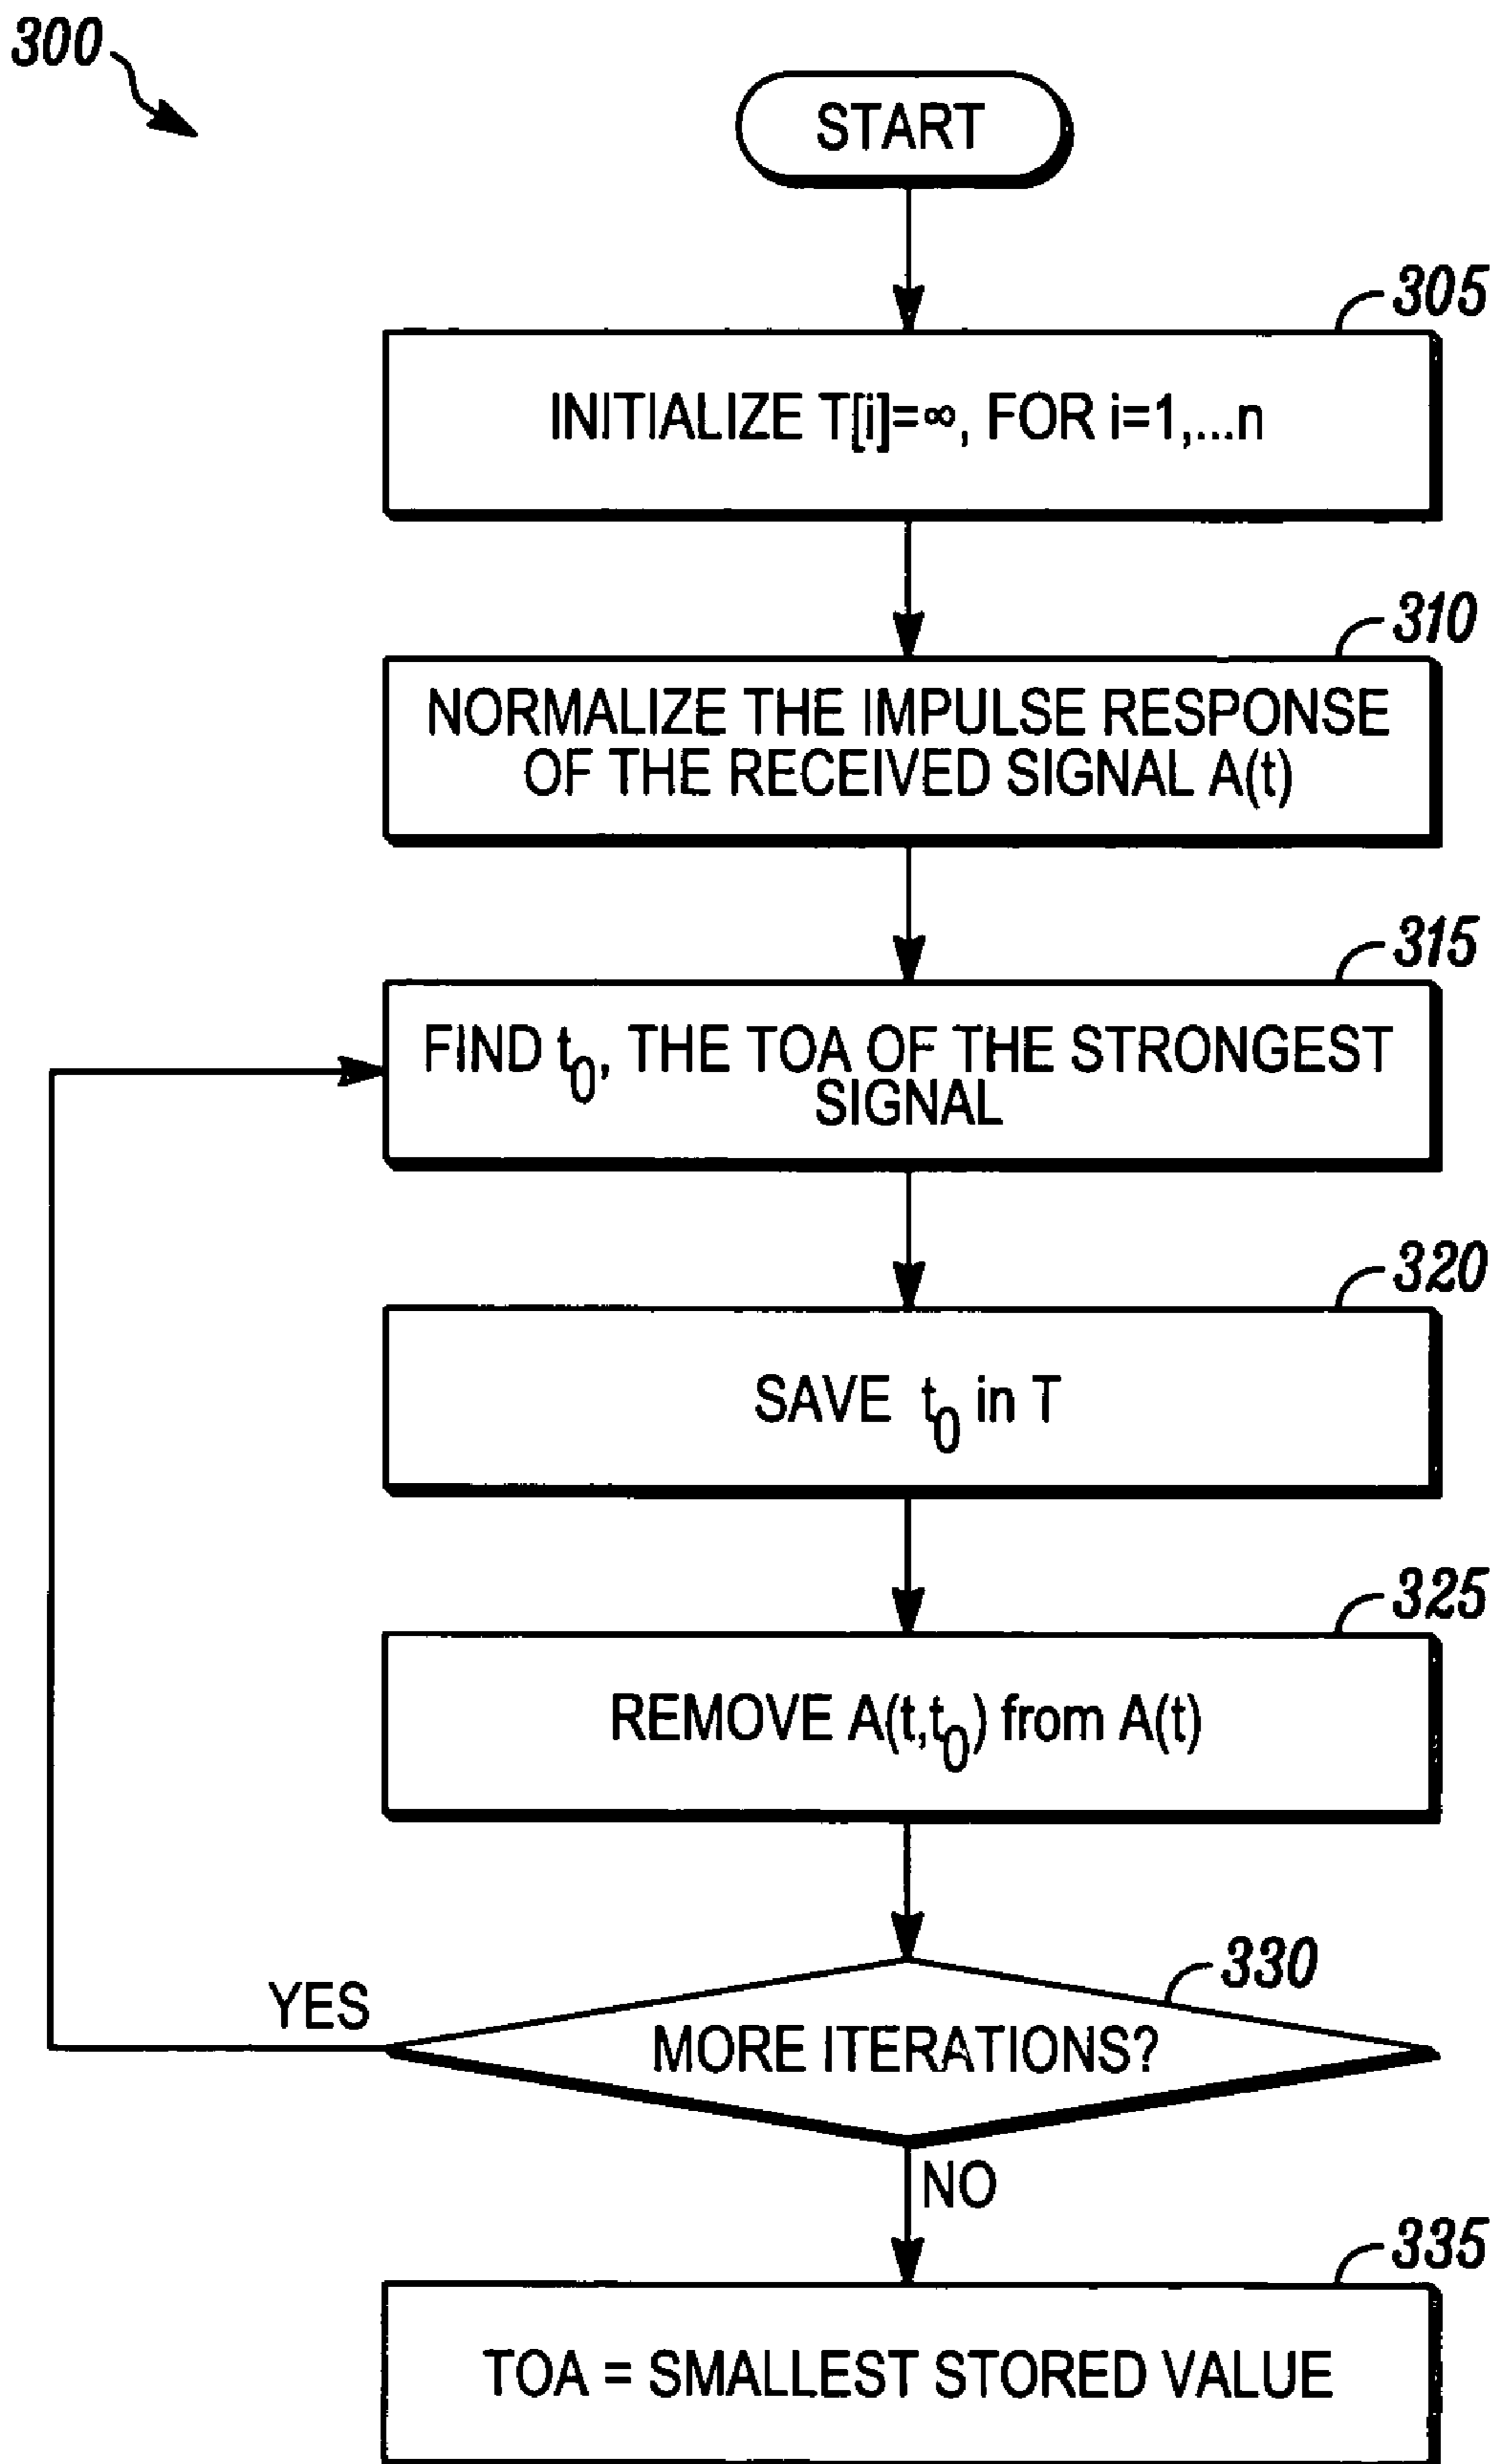 300
START
305
INITIALIZE T[i]=∞, FOR i=1,...n
310
NORMALIZE THE IMPULSE RESPONSE
OF THE RECEIVED SIGNAL A(t)
315
FIND t₀, THE TOA OF THE STRONGEST
SIGNAL
320
SAVE t₀ in T
325
REMOVE A(t,t₀) from A(t)
330
YES
MORE ITERATIONS?
NO
335
TOA = SMALLEST STORED VALUE